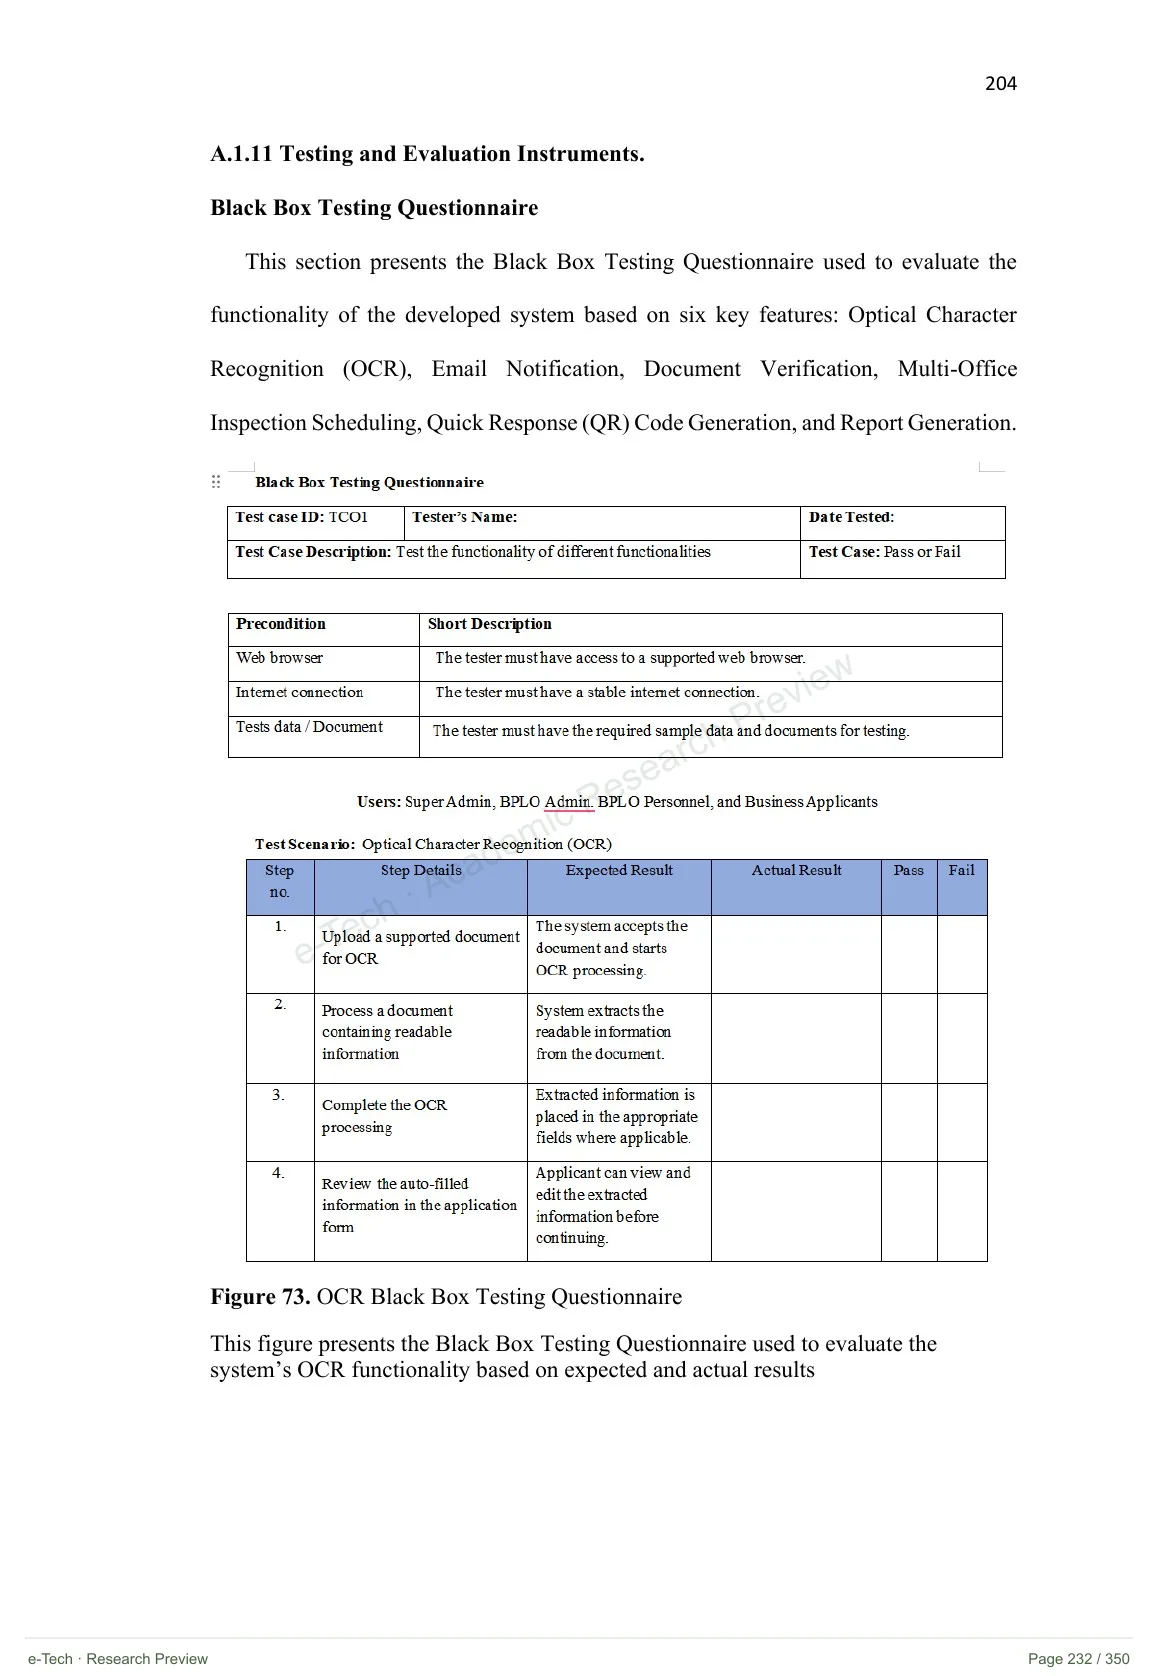 204
A.1.11 Testing and Evaluation Instruments.
Black Box Testing Questionnaire
This section presents the Black Box Testing Questionnaire used to evaluate the
functionality of the developed system based on six key features: Optical Character
Recognition (OCR), Email Notification, Document Verification, Multi-Office
Inspection Scheduling, Quick Response (QR) Code Generation, and Report Generation.
Black Box Testing Questionnaire
Test case ID: TCO1 Tester's Name: Date Tested:
Test Case Description: Test the functionality of different functionalities Test Case: Pass or Fail
Precondition Short Description
Web browser The tester must have access to a supported web browser.
Internet connection The tester must have a stable internet connection.
Tests data / Document The tester must have the required sample data and documents for testing.
Users: Super Admin, BPLO Admin. BPLO Personnel, and Business Applicants
Test Scenario: Optical Character Recognition (OCR)
Step no. Step Details Expected Result Actual Result Pass Fail
1.
Upload a supported document
for OCR
The system accepts the
document and starts
OCR processing.
2.
Process a document
containing readable
information
System extracts the
readable information
from the document.
3.
Complete the OCR
processing
Extracted information is
placed in the appropriate
fields where applicable.
4.
Review the auto-filled
information in the application
form
Applicant can view and
edit the extracted
information before
continuing.
e-Tech · Academic Research Preview
Figure 73. OCR Black Box Testing Questionnaire
This figure presents the Black Box Testing Questionnaire used to evaluate the
system's OCR functionality based on expected and actual results
e-Tech · Research Preview Page 232 / 350